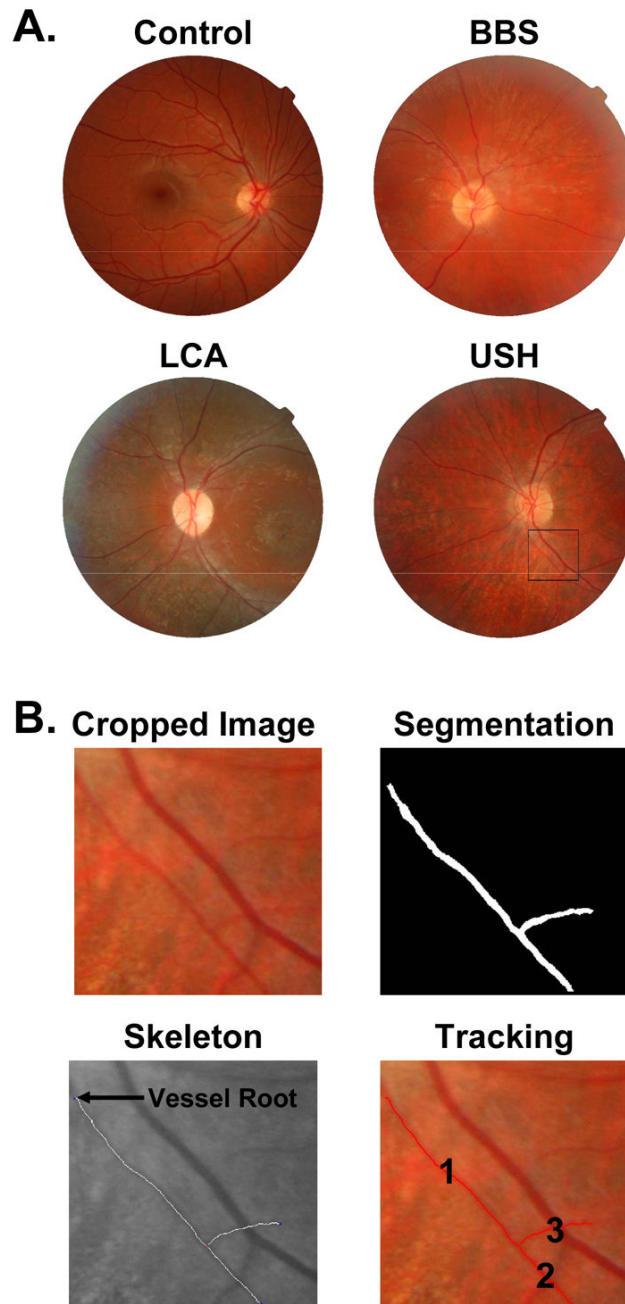 A.
Control
BBS
LCA
USH
B.
Cropped Image
Segmentation
Skeleton
Tracking
Vessel Root
1
3
2